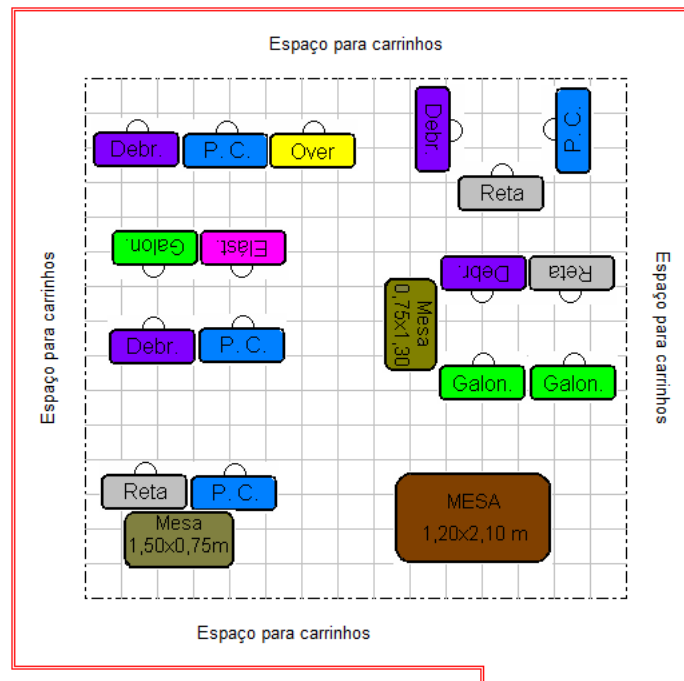 Espaço para carrinhos
Debr.
P. C.
Over
Debr.
P. C.
Reta
Galon.
Elást.
Debr.
Reta
Espaço para carrinhos
Espaço para carrinhos
Mesa
0,75x1,30
Debr.
P. C.
Galon.
Galon.
Reta
P. C.
Mesa
1,50x0,75m
MESA
1,20x2,10 m
Espaço para carrinhos